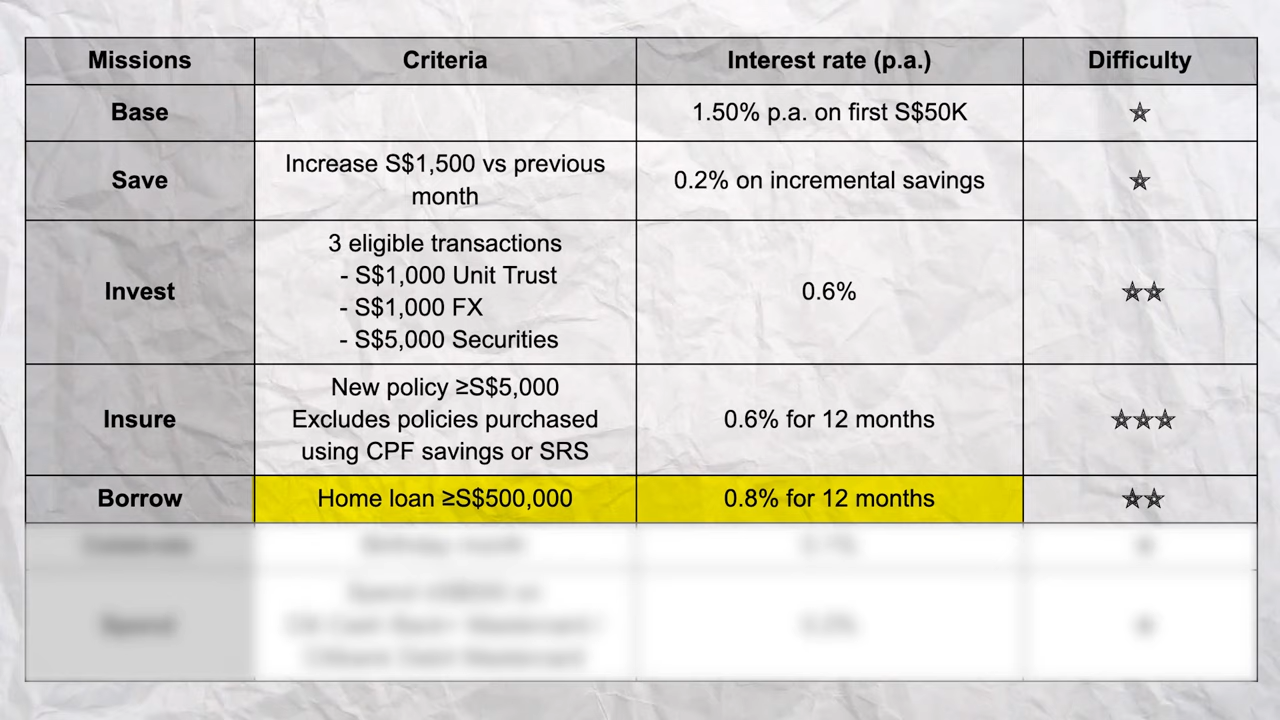 Missions Criteria Interest rate (p.a.) Difficulty
Base 1.50% p.a. on first S$50K ★
Save Increase S$1,500 vs previous
month 0.2% on incremental savings ★
Invest 3 eligible transactions
- S$1,000 Unit Trust
- S$1,000 FX
- S$5,000 Securities 0.6% ★★
Insure New policy ≥S$5,000
Excludes policies purchased
using CPF savings or SRS 0.6% for 12 months ★★★
Borrow Home loan ≥S$500,000 0.8% for 12 months ★★